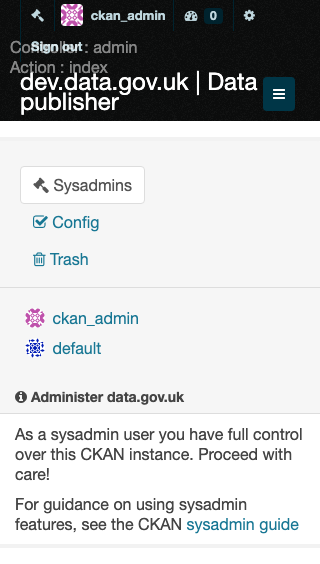 ckan_admin 0
Sign out
Controller : admin
Action : index
dev.data.gov.uk | Data
publisher
Sysadmins
Config
Trash
ckan_admin
default
Administer data.gov.uk
As a sysadmin user you have full control
over this CKAN instance. Proceed with
care!
For guidance on using sysadmin
features, see the CKAN sysadmin guide